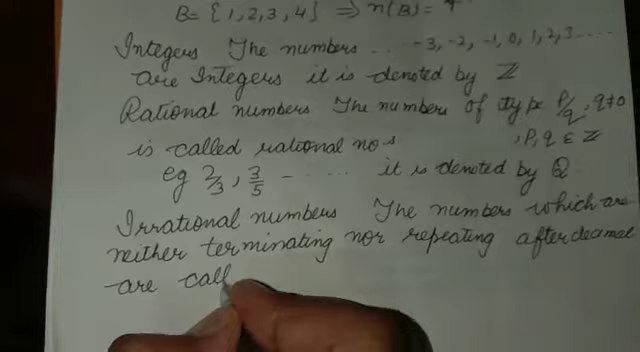 B= {1,2,3,4} ⇒ n(B)= 4
Integers The numbers .. -3, -2, -1, 0, 1, 2, 3 .....
are Integers it is denoted by Z
Rational numbers The numbers of type P/q, q≠0
is called rational nos , P, q ∈ Z
eg 2/3, 3/5 - ..... it is denoted by Q.
Irrational numbers The numbers which are
neither terminating nor repeating after decimal
are call